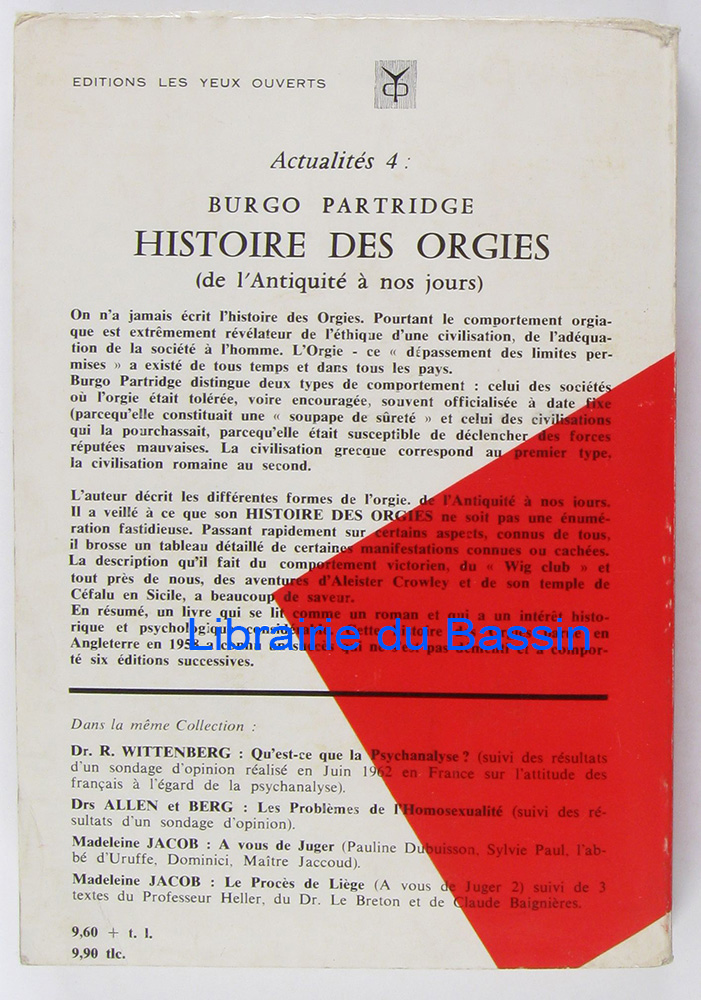 EDITIONS LES YEUX OUVERTS
Actualités 4 :
BURGO PARTRIDGE
HISTOIRE DES ORGIES
(de l'Antiquité à nos jours)
On n'a jamais écrit l'histoire des Orgies. Pourtant le comportement orgia-
que est extrêmement révélateur de l'éthique d'une civilisation, de l'adéqua-
tion de la société à l'homme. L'Orgie - ce « dépassement des limites per-
mises » a existé de tous temps et dans tous les pays.
Burgo Partridge distingue deux types de comportement : celui des sociétés
où l'orgie était tolérée, voire encouragée, souvent officialisée à date fixe
(parcequ'elle constituait une « soupape de sûreté » et celui des civilisations
qui la pourchassait, parcequ'elle était susceptible de déclencher des forces
réputées mauvaises. La civilisation grecque correspond au premier type,
la civilisation romaine au second.
L'auteur décrit les différentes formes de l'orgie. de l'Antiquité à nos jours.
Il a veillé à ce que son HISTOIRE DES ORGIES ne soit pas une énumé-
ration fastidieuse. Passant rapidement sur certains aspects, connus de tous,
il brosse un tableau détaillé de certaines manifestations connues ou cachées.
La description qu'il fait du comportement victorien, du « Wig club » et
tout près de nous, des aventures d'Aleister Crowley et de son temple de
Céfalu en Sicile, a beaucoup de saveur.
En résumé, un livre qui se lit comme un roman et qui a un intérêt histo-
rique et psychologique en
Librairie du Bassin
Angleterre en 1958 a connu un succès et a compor-
té six éditions successives.
Dans la même Collection :
Dr. R. WITTENBERG : Qu'est-ce que la Psychanalyse ? (suivi des résultats
d'un sondage d'opinion réalisé en Juin 1962 en France sur l'attitude des
français à l'égard de la psychanalyse).
Drs ALLEN et BERG : Les Problèmes de l'Homosexualité (suivi des ré-
sultats d'un sondage d'opinion).
Madeleine JACOB : A vous de Juger (Pauline Dubuisson, Sylvie Paul, l'ab-
bé d'Uruffe, Dominici, Maître Jaccoud).
Madeleine JACOB : Le Procès de Liège (A vous de Juger 2) suivi de 3
textes du Professeur Heller, du Dr. Le Breton et de Claude Baignières.
9,60 + t. l.
9,90 tlc.